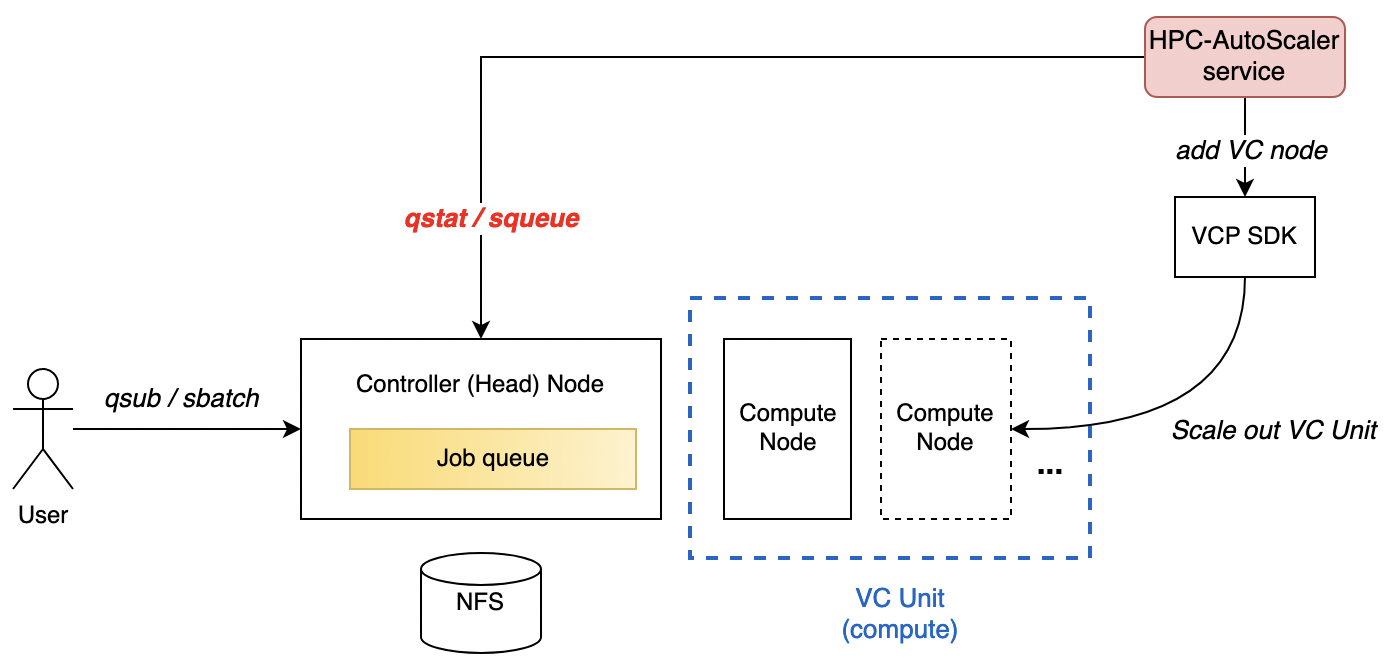 HPC-AutoScaler
service
add VC node
qstat / squeue
VCP SDK
Controller (Head) Node
qsub / sbatch
Compute
Node
Compute
Node
Scale out VC Unit
Job queue
...
User
NFS
VC Unit
(compute)